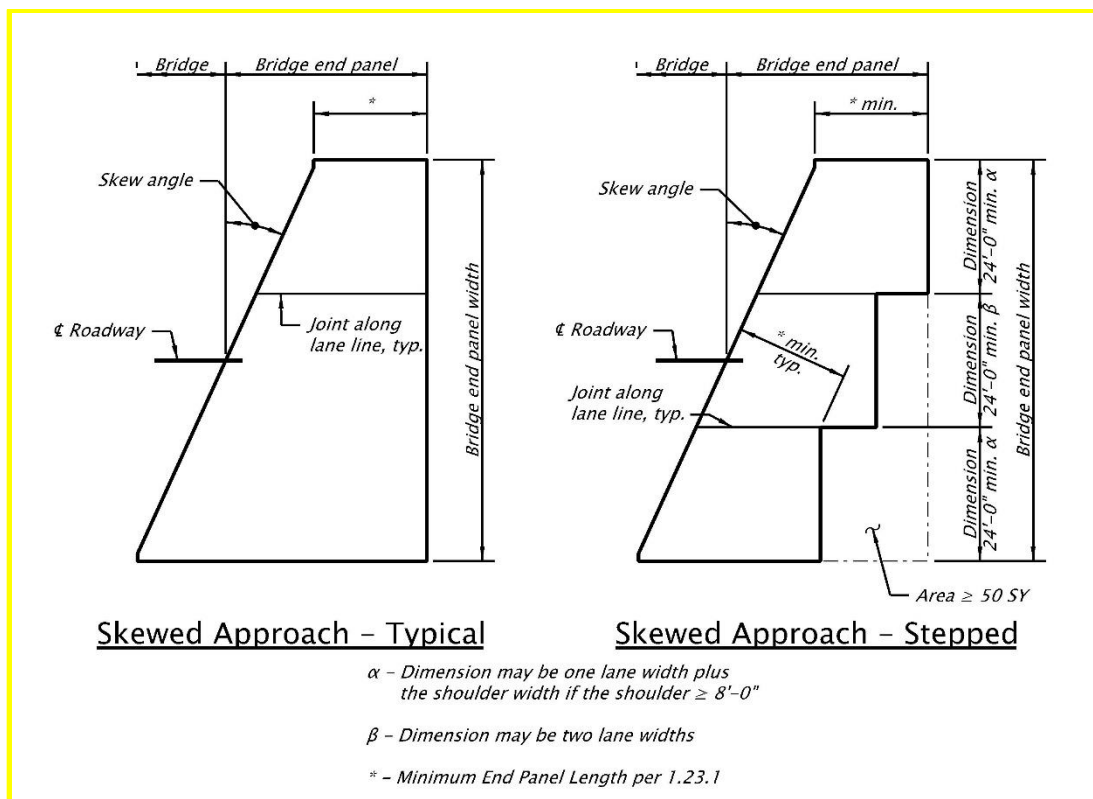 Bridge
Bridge end panel
*
Skew angle
℄ Roadway
Joint along
lane line, typ.
Bridge end panel width
Skewed Approach – Typical
Bridge
Bridge end panel
* min.
Skew angle
℄ Roadway
* min.
typ.
Joint along
lane line, typ.
Dimension
24'-0" min. α
Dimension
24'-0" min. β
Dimension
24'-0" min. α
Bridge end panel width
Area ≥ 50 SY
Skewed Approach – Stepped
α – Dimension may be one lane width plus
the shoulder width if the shoulder ≥ 8'-0"
β – Dimension may be two lane widths
* – Minimum End Panel Length per 1.23.1